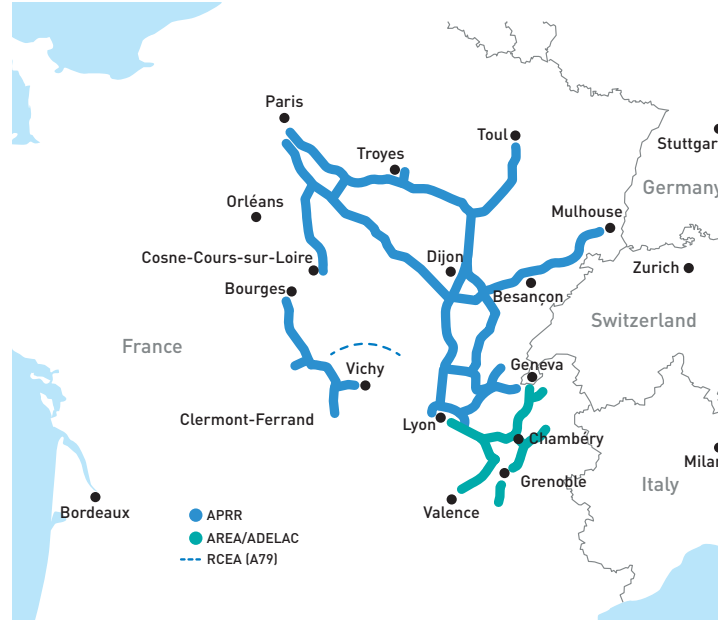 Paris
Toul
Troyes
Stuttgar
Germany
Orléans
Mulhouse
Cosne-Cours-sur-Loire
Dijon
Zurich
Bourges
Besançon
Switzerland
France
Geneva
Vichy
Clermont-Ferrand
Lyon
Chambéry
Milan
Grenoble
Italy
Bordeaux
Valence
APRR
AREA/ADELAC
RCEA (A79)